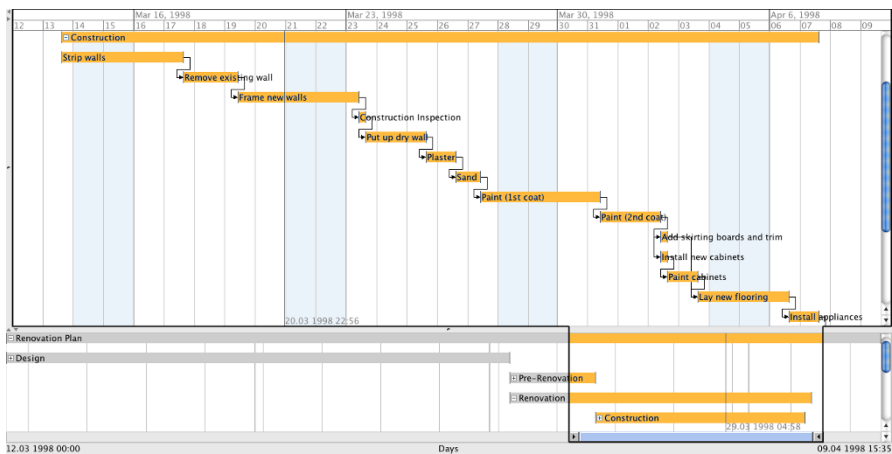 Mar 16, 1998 Mar 23, 1998 Mar 30, 1998 Apr 6, 1998
12 13 14 15 16 17 18 19 20 21 22 23 24 25 26 27 28 29 30 31 01 02 03 04 05 06 07 08 09
Construction
Strip walls
Remove existing wall
Frame new walls
Construction Inspection
Put up dry wall
Plaster
Sand
Paint (1st coat)
Paint (2nd coat)
Add skirting boards and trim
Install new cabinets
Paint cabinets
Lay new flooring
Install appliances
20.03 1998 22:56
Renovation Plan
Design
Pre-Renovation
Renovation
Construction
29.03 1998 04:58
12.03 1998 00:00 Days 09.04 1998 15:35